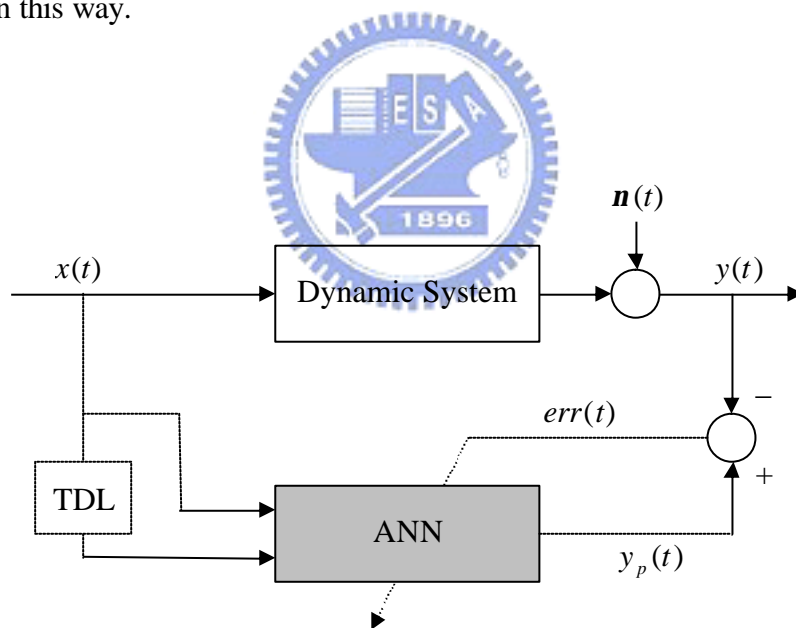 n this way.
E S A
1896
n(t)
x(t)
Dynamic System
y(t)
−
err(t)
+
TDL
ANN
y_p(t)